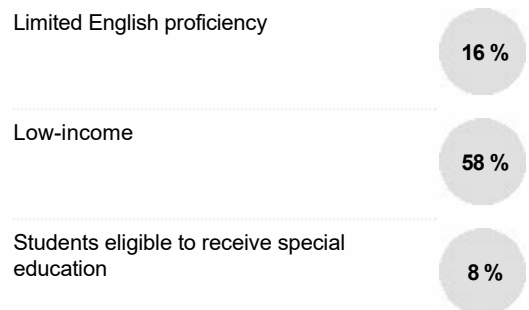 Limited English proficiency
16 %
Low-income
58 %
Students eligible to receive special
education
8 %